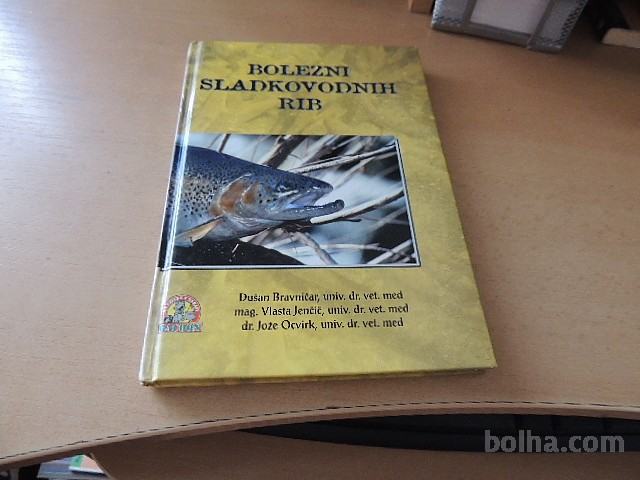 BOLEZNI
SLADKOVODNIH
RIB
Dušan Bravničar, univ. dr. vet. med
mag. Vlasta Jenčič, univ. dr. vet. med
dr. Jože Ocvirk, univ. dr. vet. med
bolha.com